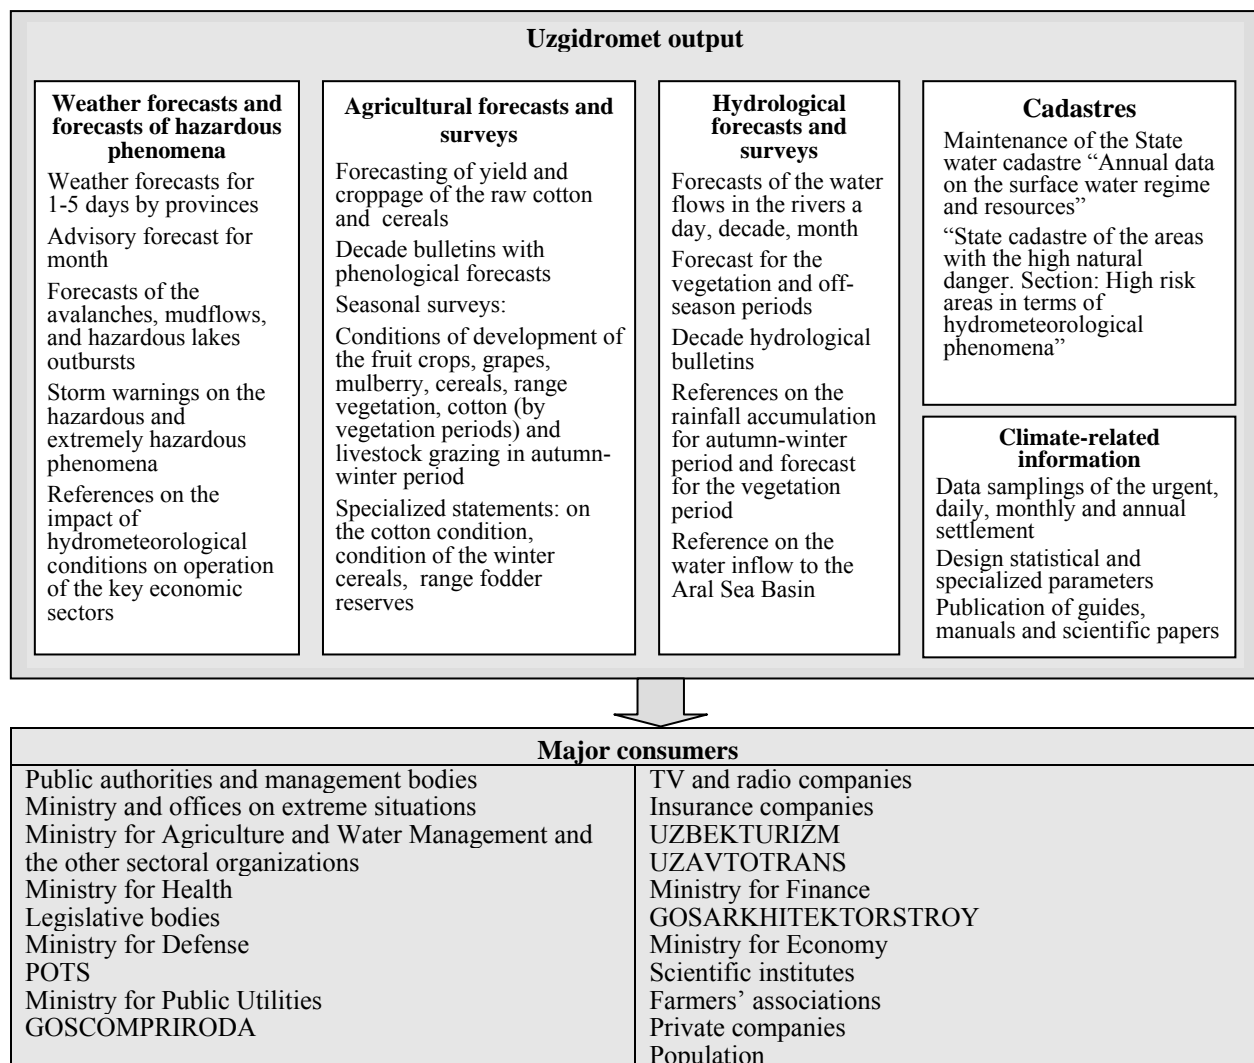 Uzgidromet output
Weather forecasts and
forecasts of hazardous
phenomena
Weather forecasts for
1-5 days by provinces
Advisory forecast for
month
Forecasts of the
avalanches, mudflows,
and hazardous lakes
outbursts
Storm warnings on the
hazardous and
extremely hazardous
phenomena
References on the
impact of
hydrometeorological
conditions on operation
of the key economic
sectors
Agricultural forecasts and
surveys
Forecasting of yield and
croppage of the raw cotton
and cereals
Decade bulletins with
phenological forecasts
Seasonal surveys:
Conditions of development of
the fruit crops, grapes,
mulberry, cereals, range
vegetation, cotton (by
vegetation periods) and
livestock grazing in autumn-
winter period
Specialized statements: on
the cotton condition,
condition of the winter
cereals, range fodder
reserves
Hydrological
forecasts and
surveys
Forecasts of the water
flows in the rivers a
day, decade, month
Forecast for the
vegetation and off-
season periods
Decade hydrological
bulletins
References on the
rainfall accumulation
for autumn-winter
period and forecast
for the vegetation
period
Reference on the
water inflow to the
Aral Sea Basin
Cadastres
Maintenance of the State
water cadastre “Annual data
on the surface water regime
and resources”
“State cadastre of the areas
with the high natural
danger. Section: High risk
areas in terms of
hydrometeorological
phenomena”
Climate-related
information
Data samplings of the urgent,
daily, monthly and annual
settlement
Design statistical and
specialized parameters
Publication of guides,
manuals and scientific papers
Major consumers
Public authorities and management bodies
Ministry and offices on extreme situations
Ministry for Agriculture and Water Management and
the other sectoral organizations
Ministry for Health
Legislative bodies
Ministry for Defense
POTS
Ministry for Public Utilities
GOSCOMPRIRODA
TV and radio companies
Insurance companies
UZBEKTURIZM
UZAVTOTRANS
Ministry for Finance
GOSARKHITEKTORSTROY
Ministry for Economy
Scientific institutes
Farmers’ associations
Private companies
Population